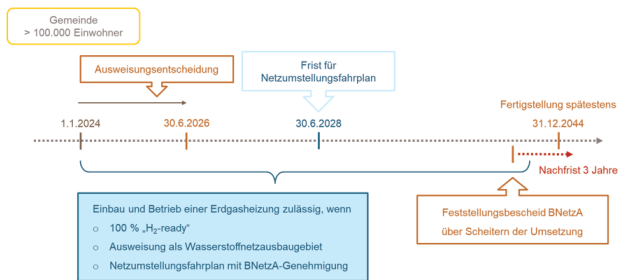 Gemeinde
> 100.000 Einwohner
Ausweisungsentscheidung
Frist für
Netzumstellungsfahrplan
Fertigstellung spätestens
1.1.2024
30.6.2026
30.6.2028
31.12.2044
Nachfrist 3 Jahre
Einbau und Betrieb einer Erdgasheizung zulässig, wenn
o 100 % „H₂-ready“
o Ausweisung als Wasserstoffnetzausbaugebiet
o Netzumstellungsfahrplan mit BNetzA-Genehmigung
Feststellungsbescheid BNetzA
über Scheitern der Umsetzung